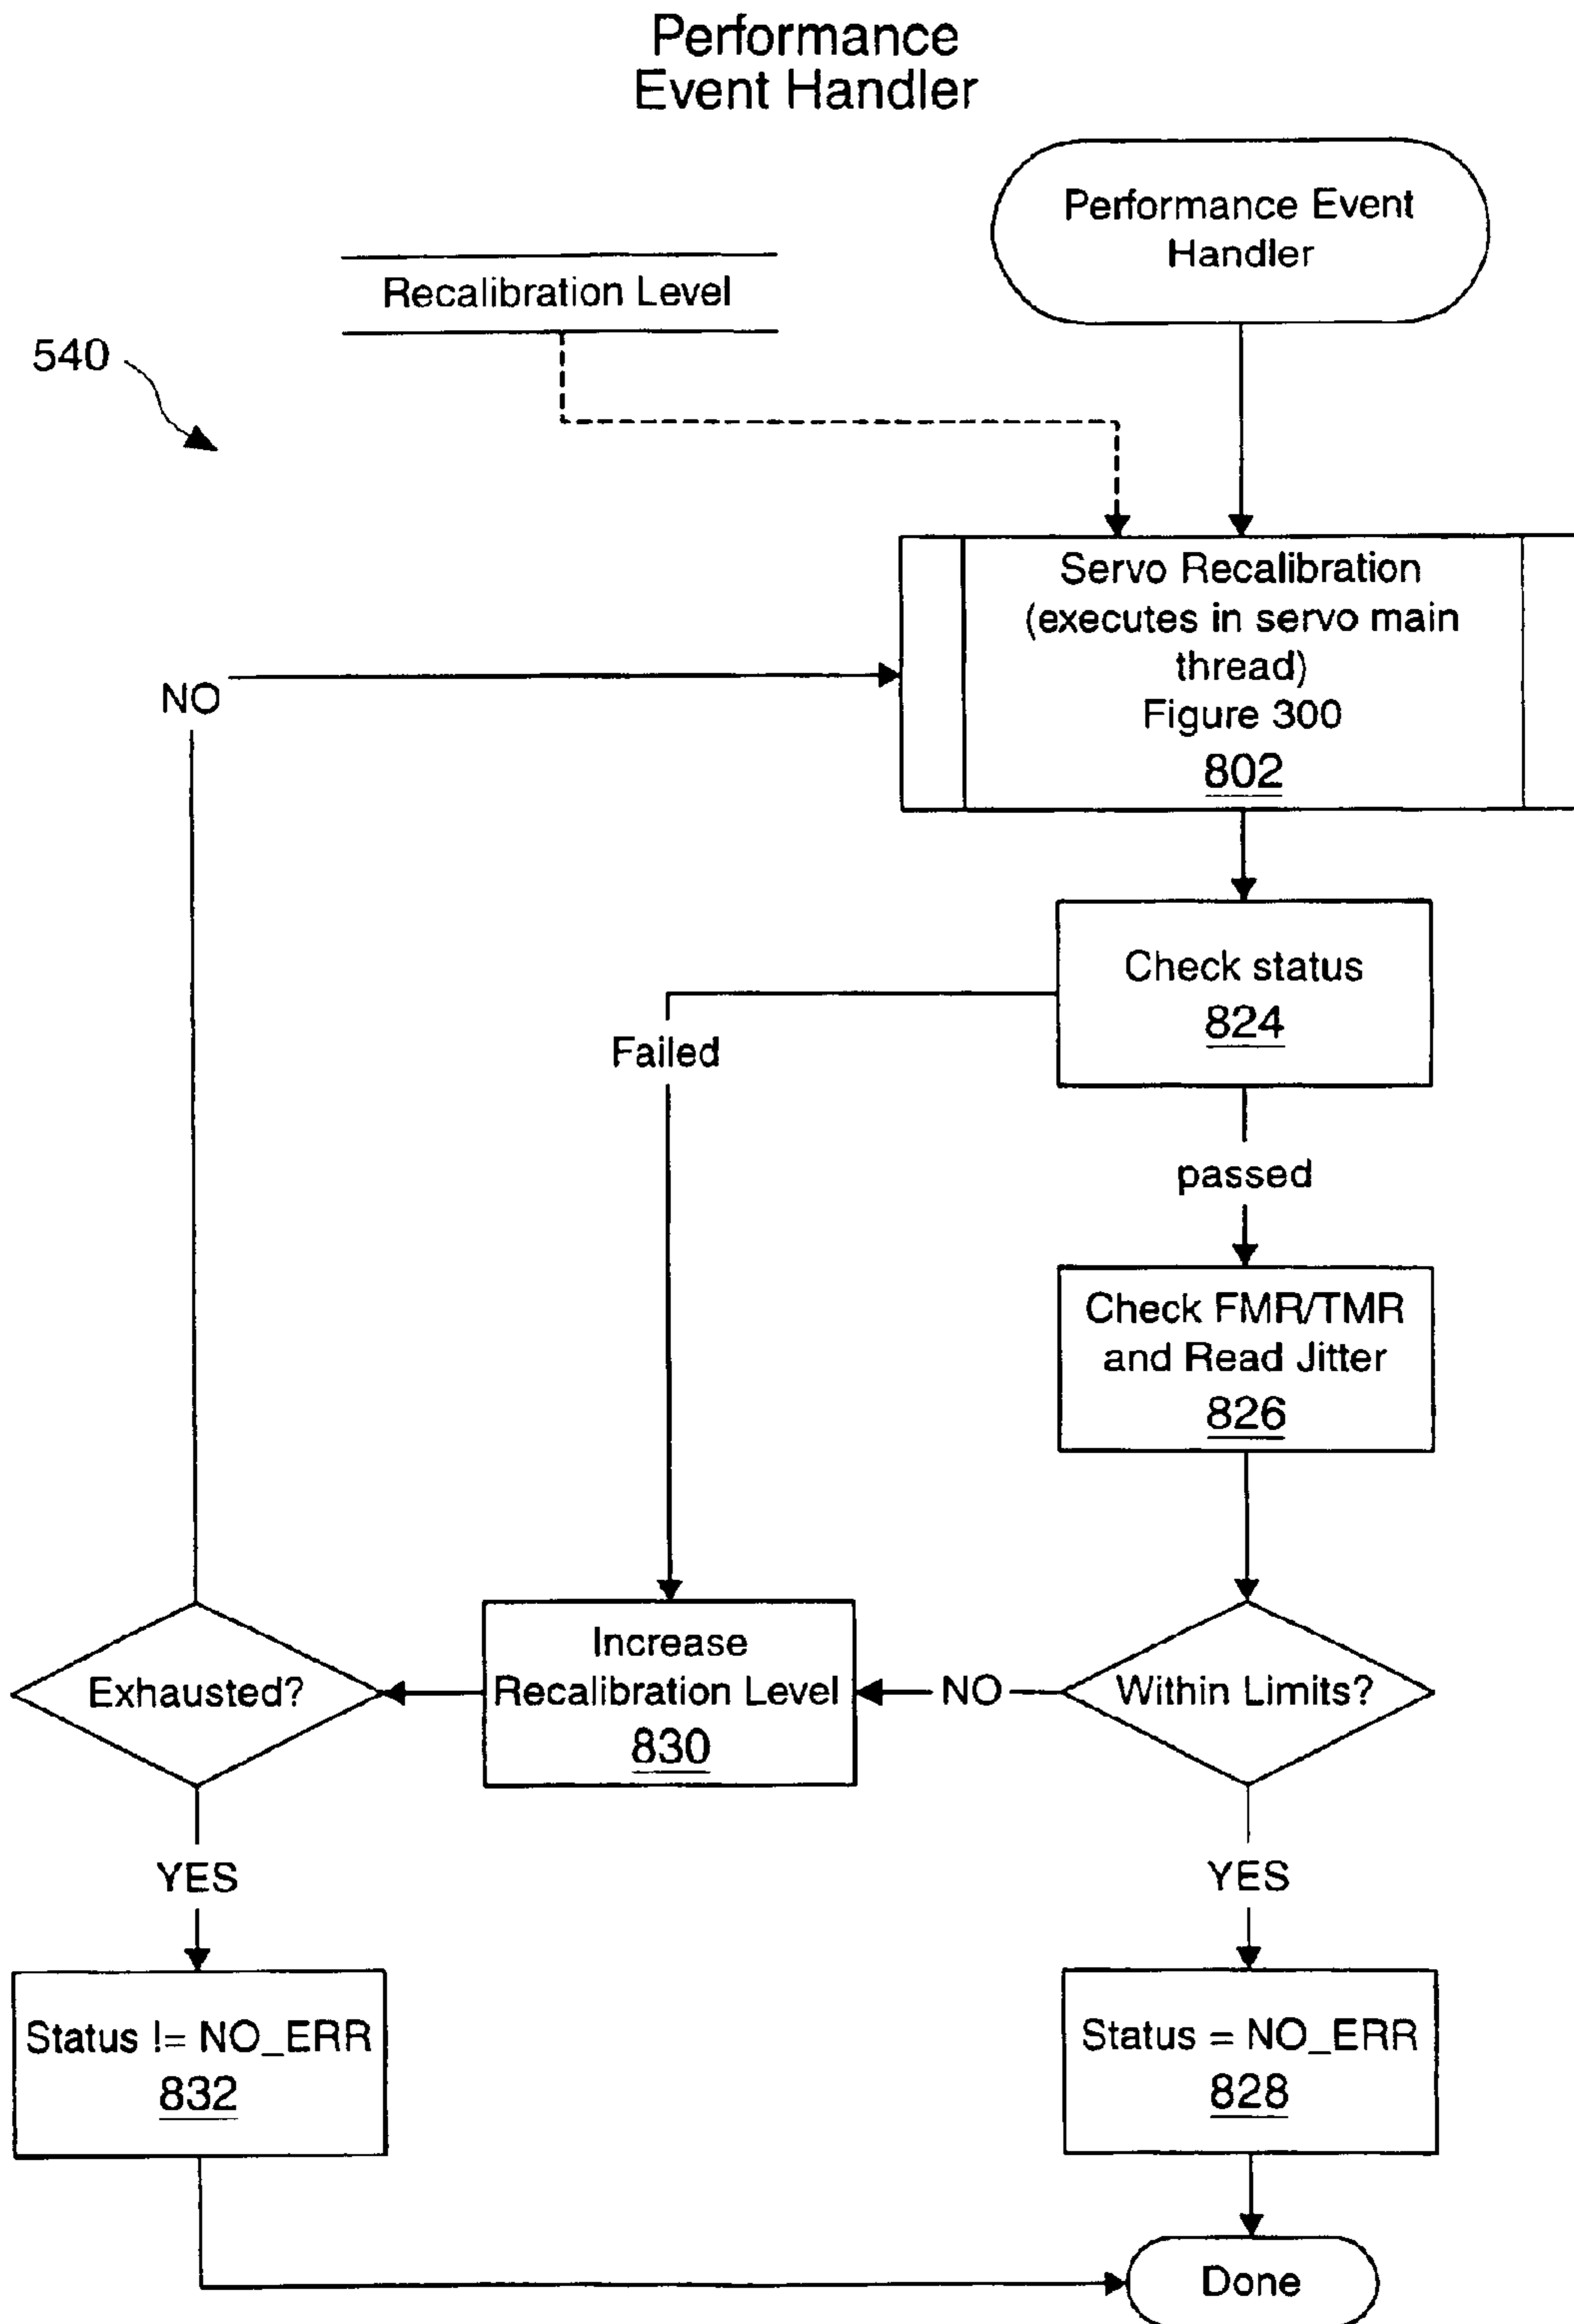 Performance
Event Handler
Performance Event
Handler
Recalibration Level
540
Servo Recalibration
(executes in servo main
thread)
Figure 300
802
NO
Check status
824
Failed
passed
Check FMR/TMR
and Read Jitter
826
Exhausted?
Increase
Recalibration Level
830
NO
Within Limits?
YES
YES
Status != NO_ERR
832
Status = NO_ERR
828
Done